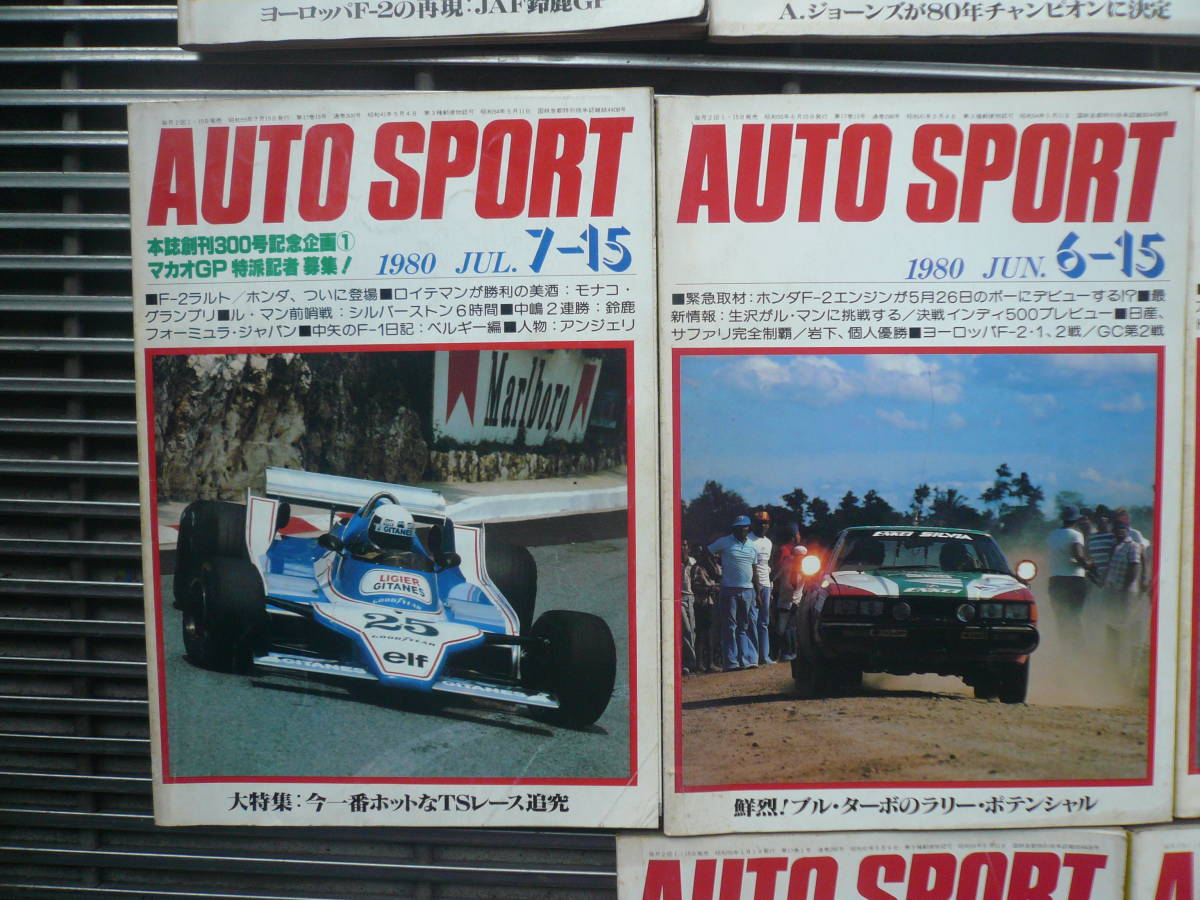 ヨーロッパF-2の再現:JAF鈴鹿GP
A.ジョーンズが80年チャンピオンに決定
AUTO SPORT
本誌創刊300号記念企画①
マカオGP 特派記者 募集!
1980 JUL. 7-15
■F-2ラルト/ホンダ、ついに登場■ロイテマンが勝利の美酒:モナコ・
グランプリ■ル・マン前哨戦:シルバーストン6時間■中嶋2連勝:鈴鹿
フォーミュラ・ジャパン■中矢のF-1日記:ベルギー編■人物:アンジェリ
Marlboro
GITANES
LIGIER
GITANES
GOODYEAR
25
GOODYEAR
elf
GITANES
GITANES
大特集:今一番ホットなTSレース追究
AUTO SPORT
1980 JUN. 6-15
■緊急取材:ホンダF-2エンジンが5月26日のポーにデビューする!?■最
新情報:生沢がル・マンに挑戦する/決戦インディ500プレビュー■日産、
サファリ完全制覇/岩下、個人優勝■ヨーロッパF-2・1、2戦/GC第2戦
ENKEI SILVIA
ENKEI
鮮烈!ブル・ターボのラリー・ポテンシャル
AUTO SPORT